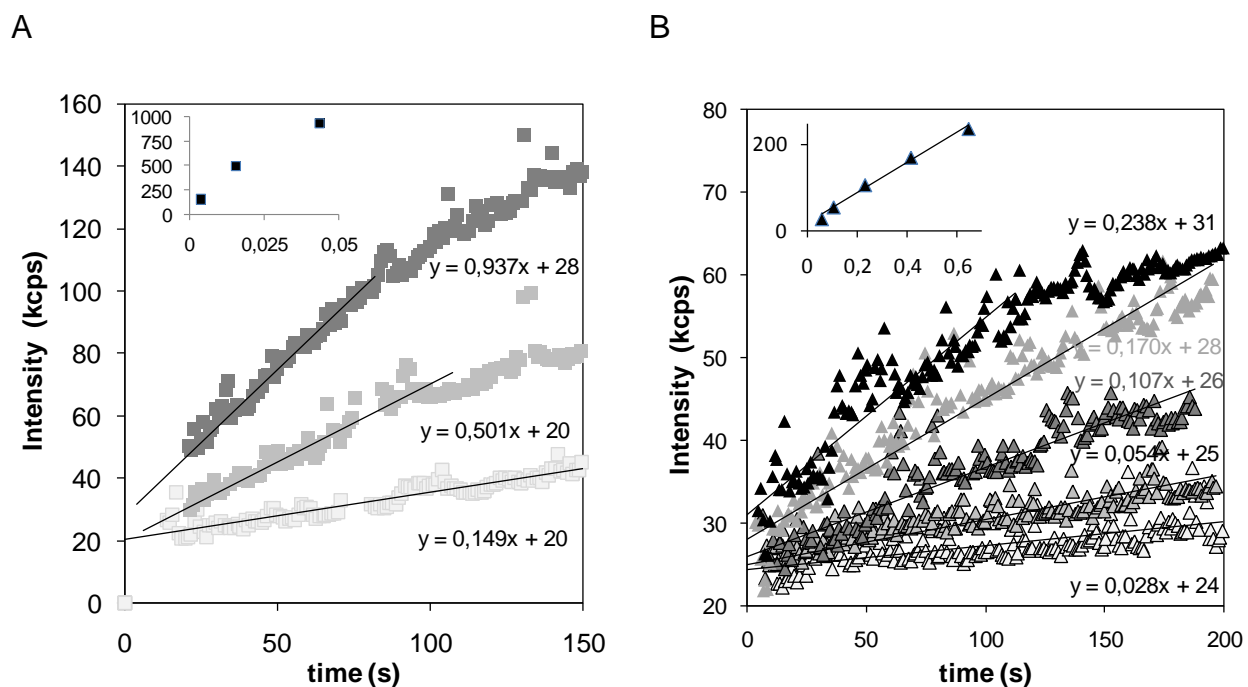 A
B
160
140
120
100
80
60
40
20
0
1000
750
500
250
0
0
0,025
0,05
y = 0,937x + 28
y = 0,501x + 20
y = 0,149x + 20
0
50
100
150
Intensity (kcps)
time (s)
80
70
60
50
40
30
20
200
0
0
0,2
0,4
0,6
y = 0,238x + 31
= 0,170x + 28
y = 0,107x + 26
y = 0,054x + 25
y = 0,028x + 24
0
50
100
150
200
Intensity (kcps)
time (s)